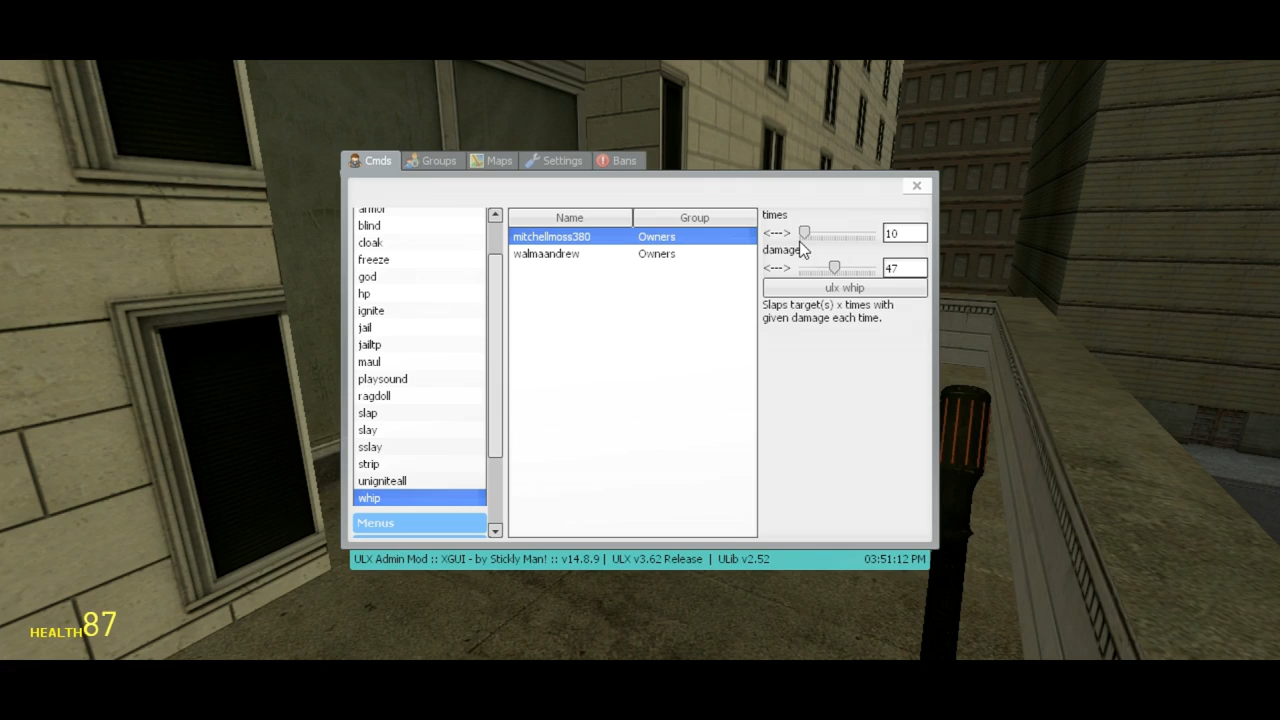 Cmds Groups Maps Settings Bans
armor
blind
cloak
freeze
god
hp
ignite
jail
jailtp
maul
playsound
ragdoll
slap
slay
sslay
strip
unigniteall
whip
Menus
Name Group
mitchellmoss380 Owners
walmaandrew Owners
times
<---> 10
damage
<---> 47
ulx whip
Slaps target(s) x times with
given damage each time.
ULX Admin Mod :: XGUI - by Stickly Man! :: v14.8.9 | ULX v3.62 Release | ULib v2.52 03:51:12 PM
HEALTH 87